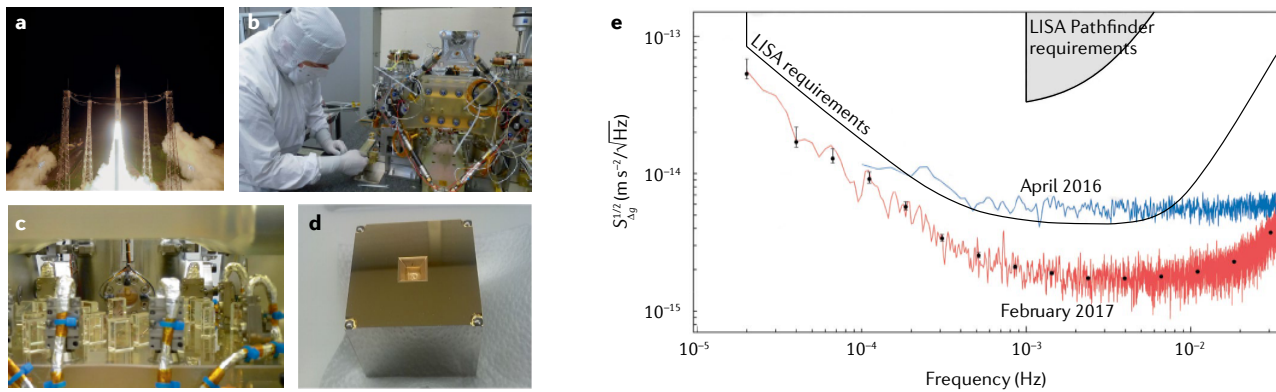 a
b
c
d
e
10⁻¹³
10⁻¹⁴
10⁻¹⁵
S^{1/2}_{Δg} (m s⁻²/√Hz)
LISA requirements
LISA Pathfinder
requirements
April 2016
February 2017
10⁻⁵
10⁻⁴
10⁻³
10⁻²
Frequency (Hz)